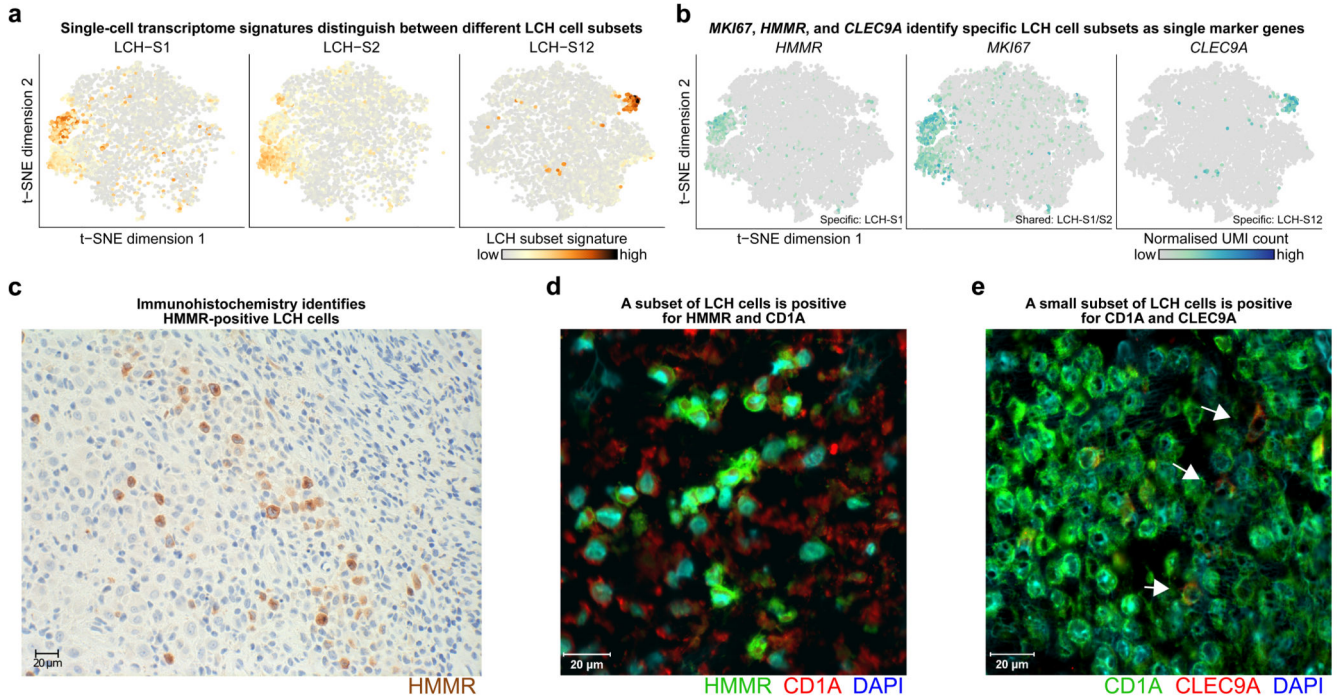 a
Single-cell transcriptome signatures distinguish between different LCH cell subsets
LCH−S1
LCH−S2
LCH−S12
t−SNE dimension 2
t−SNE dimension 1
LCH subset signature
low
high
b
MKI67, HMMR, and CLEC9A identify specific LCH cell subsets as single marker genes
HMMR
MKI67
CLEC9A
t−SNE dimension 2
Specific: LCH-S1
Shared: LCH-S1/S2
Specific: LCH-S12
t−SNE dimension 1
Normalised UMI count
low
high
c
Immunohistochemistry identifies
HMMR-positive LCH cells
20 µm
HMMR
d
A subset of LCH cells is positive
for HMMR and CD1A
20 µm
HMMR CD1A DAPI
e
A small subset of LCH cells is positive
for CD1A and CLEC9A
20 µm
CD1A CLEC9A DAPI